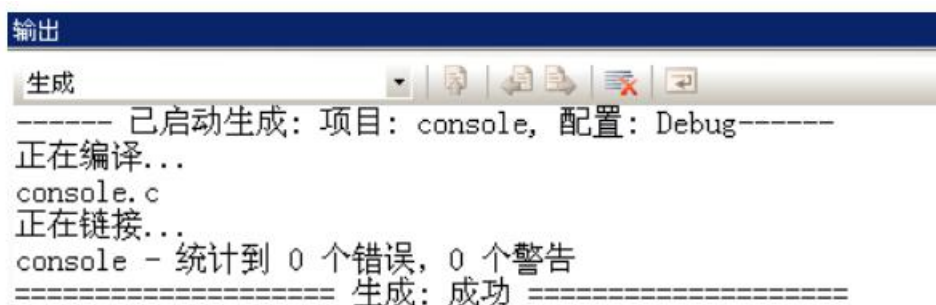 输出
生成
------ 已启动生成: 项目: console, 配置: Debug------
正在编译...
console.c
正在链接...
console - 统计到 0 个错误, 0 个警告
==================== 生成: 成功 ====================